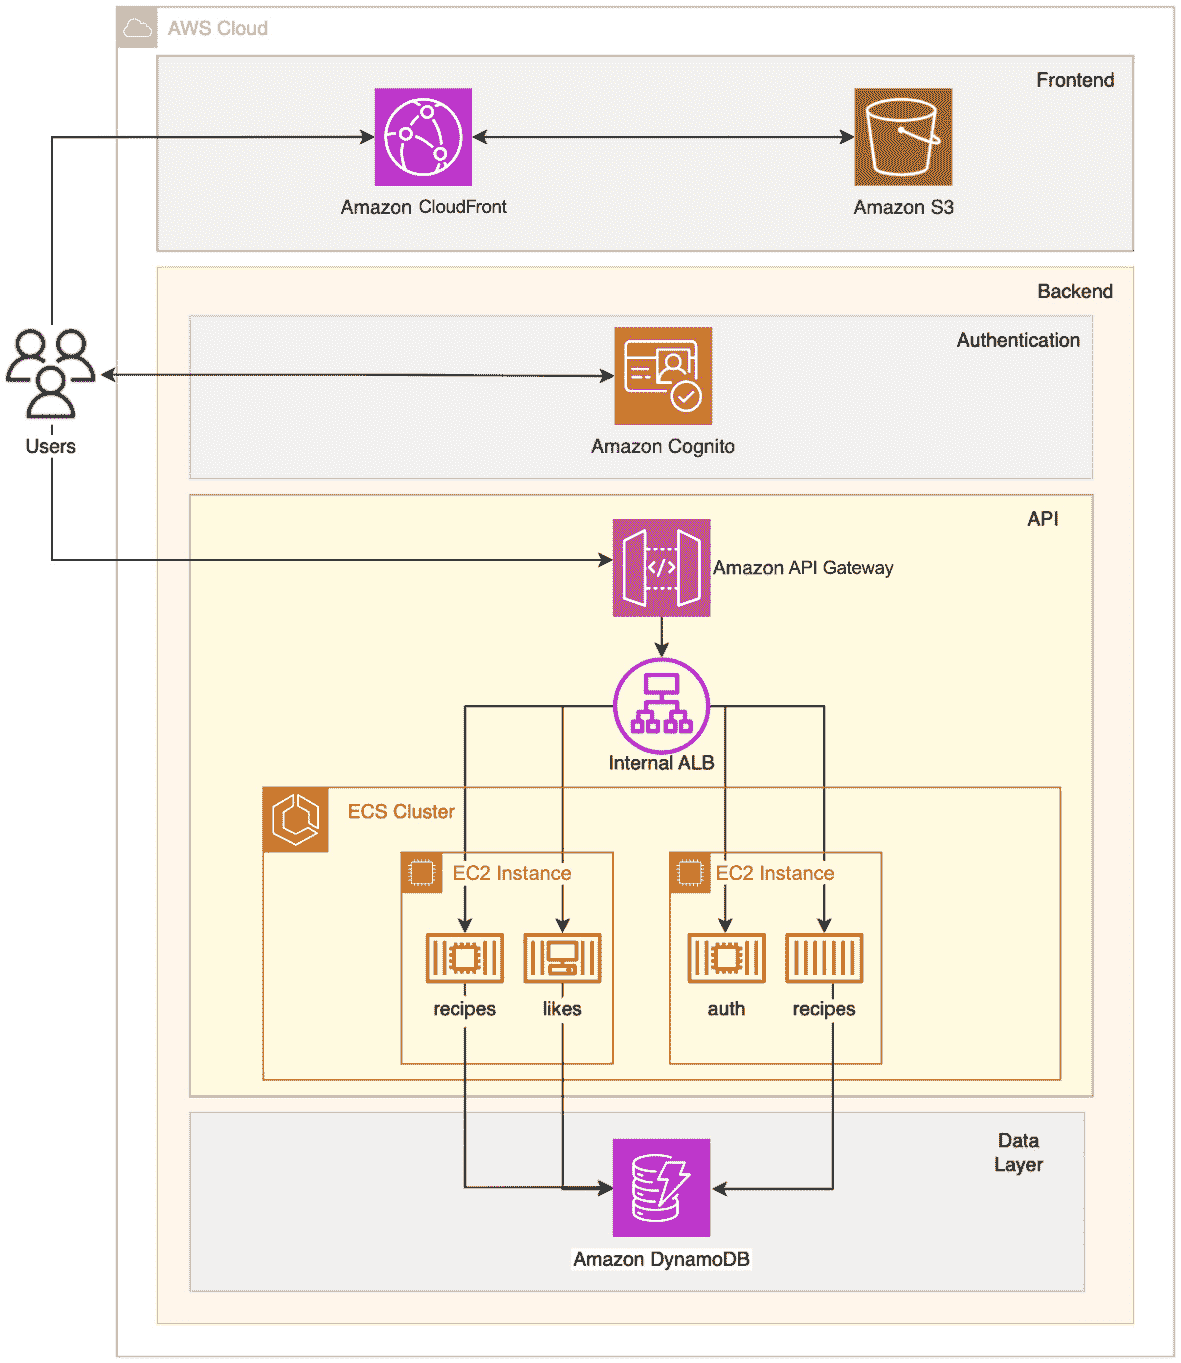 AWS Cloud
Frontend
Amazon CloudFront
Amazon S3
Backend
Authentication
Amazon Cognito
Users
API
</>
Amazon API Gateway
Internal ALB
ECS Cluster
EC2 Instance
EC2 Instance
recipes
likes
auth
recipes
Data
Layer
Amazon DynamoDB